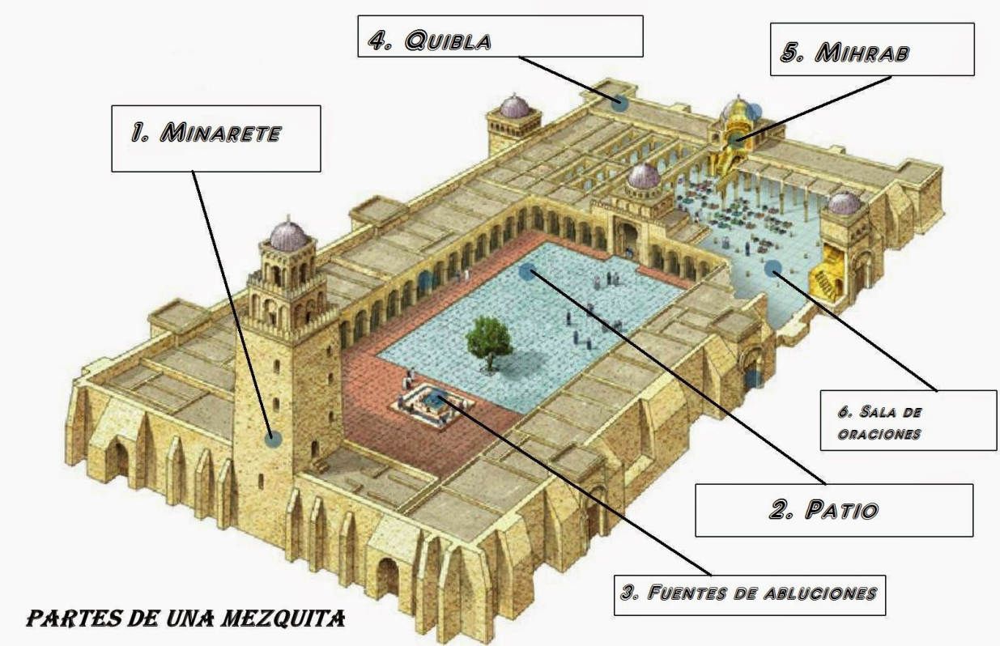 4. Quibla
5. Mihrab
1. Minarete
6. Sala de
oraciones
2. Patio
3. Fuentes de abluciones
Partes de una mezquita